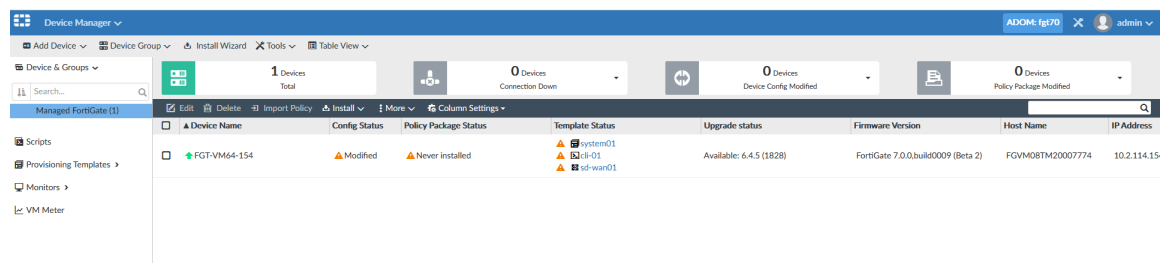 Device Manager
ADOM: fgt70
admin
Add Device
Device Group
Install Wizard
Tools
Table View
Device & Groups
Search...
Managed FortiGate (1)
Scripts
Provisioning Templates
Monitors
VM Meter
1 Devices
Total
0 Devices
Connection Down
0 Devices
Device Config Modified
0 Devices
Policy Package Modified
Edit Delete Import Policy Install More Column Settings
Device Name Config Status Policy Package Status Template Status Upgrade status Firmware Version Host Name IP Address
system01
FGT-VM64-154 Modified Never installed cli-01 Available: 6.4.5 (1828) FortiGate 7.0.0,build0009 (Beta 2) FGVM08TM20007774 10.2.114.154
sd-wan01